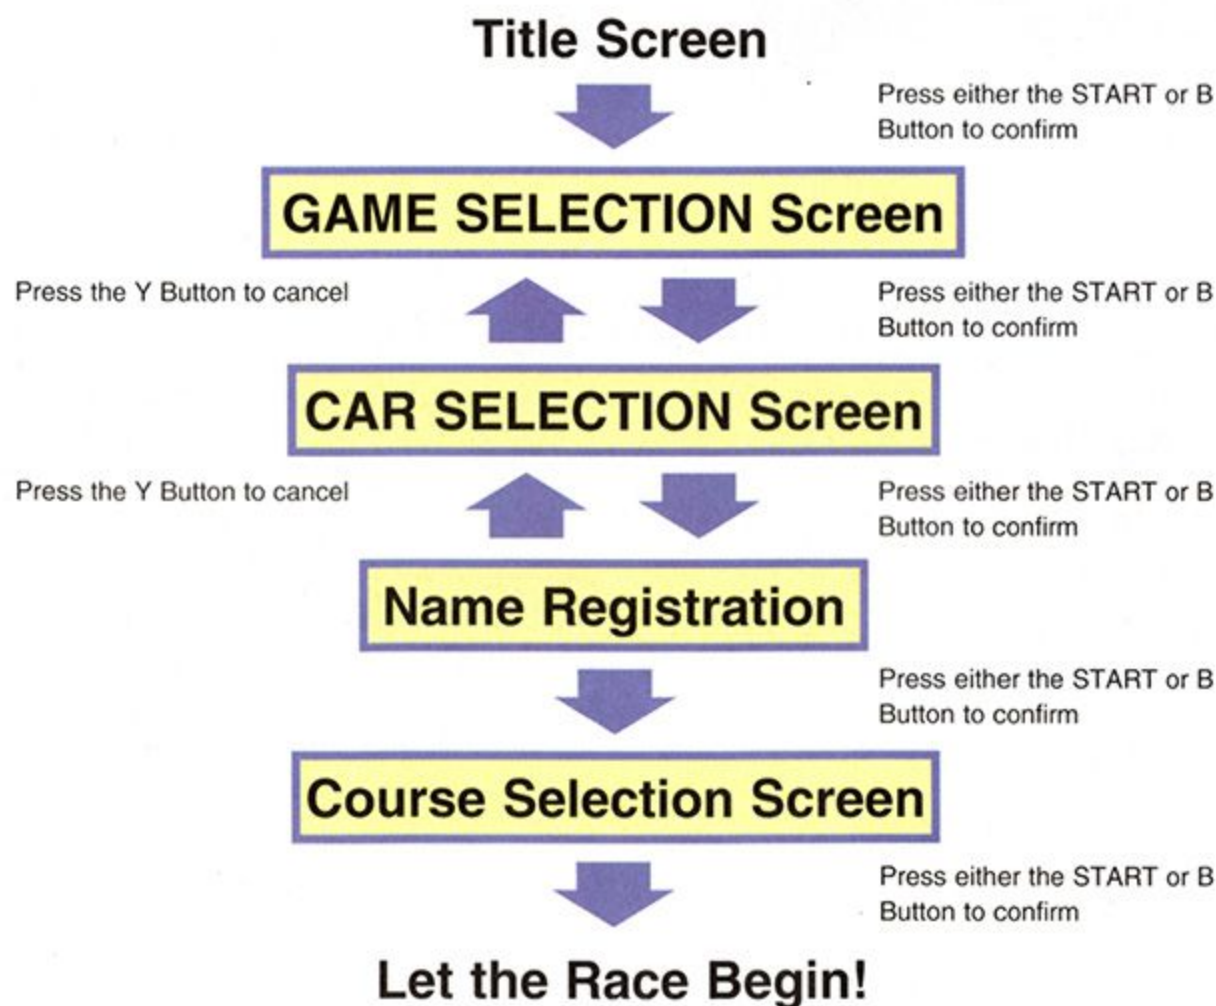 Title Screen
Press either the START or B
Button to confirm
GAME SELECTION Screen
Press the Y Button to cancel
Press either the START or B
Button to confirm
CAR SELECTION Screen
Press the Y Button to cancel
Press either the START or B
Button to confirm
Name Registration
Press either the START or B
Button to confirm
Course Selection Screen
Press either the START or B
Button to confirm
Let the Race Begin!